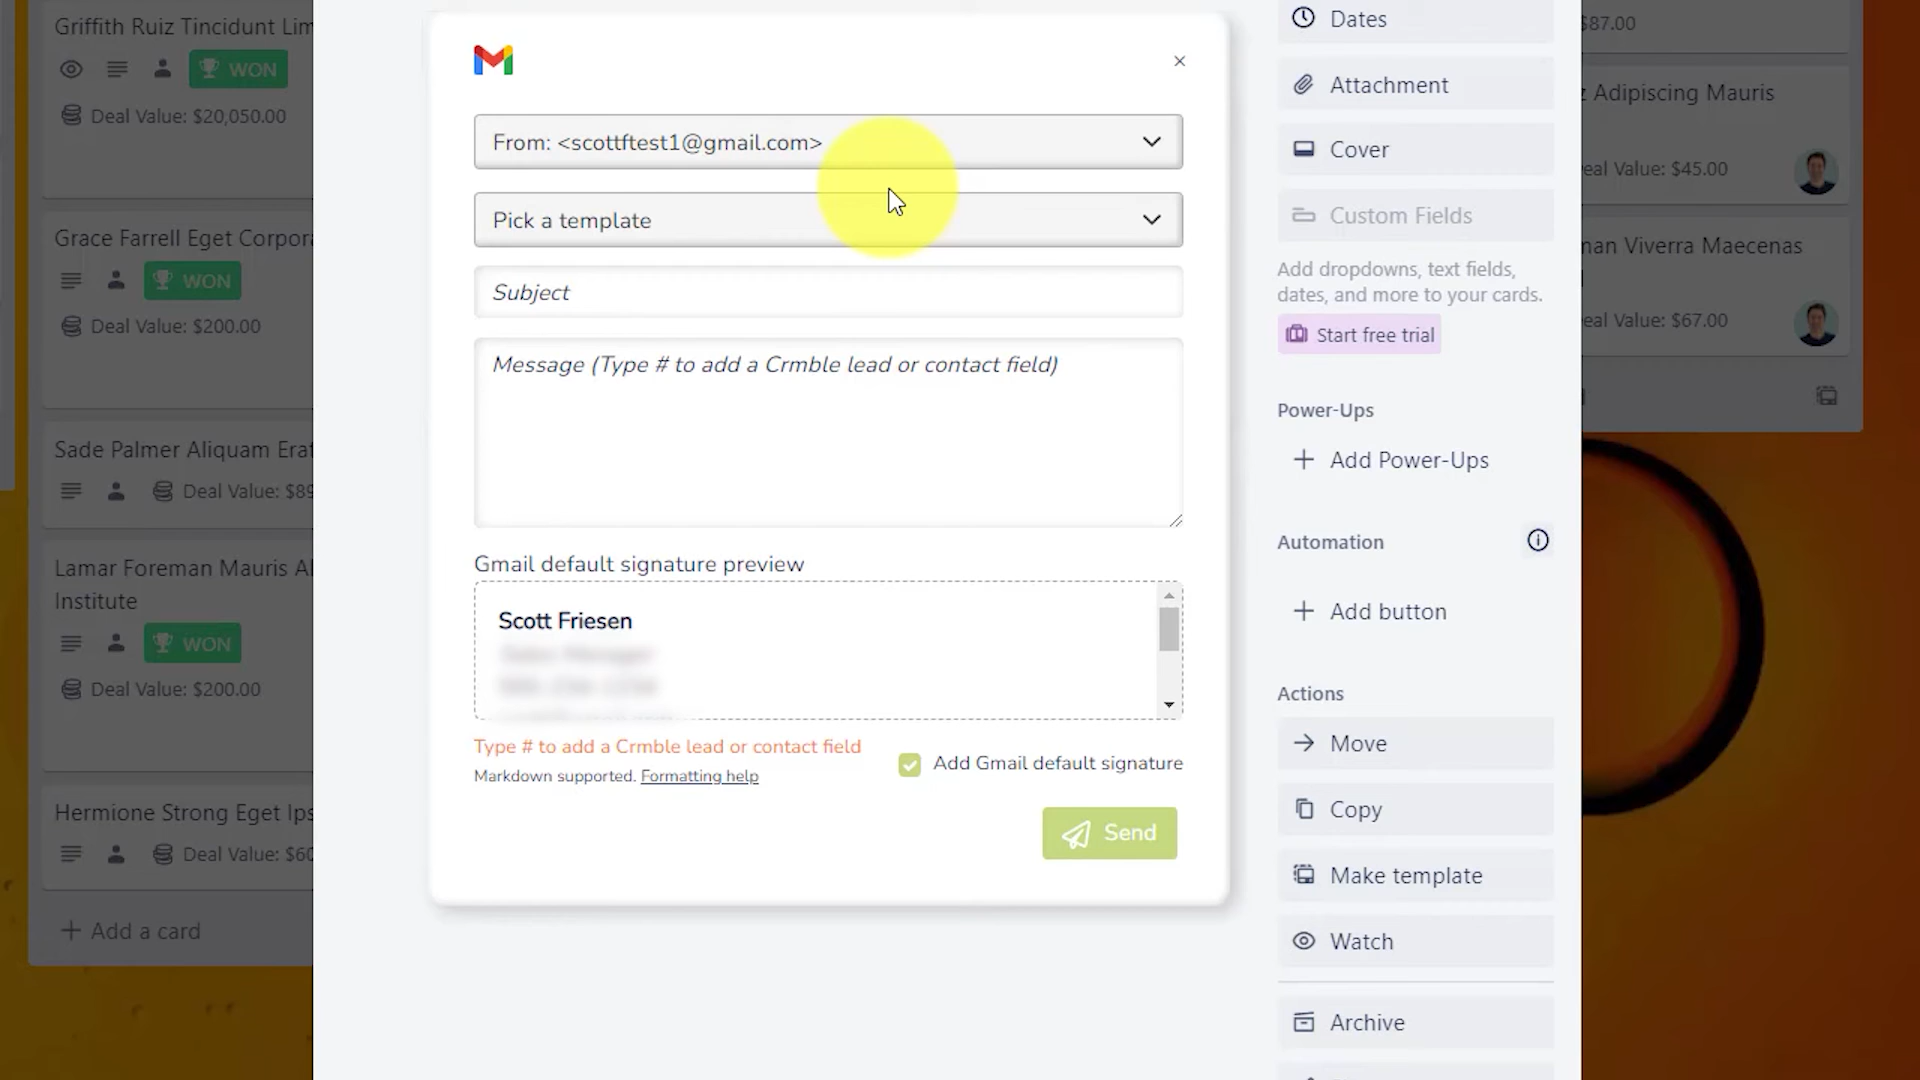 Griffith Ruiz Tincidunt Lim
WON
Deal Value: $20,050.00
Grace Farrell Eget Corpora
WON
Deal Value: $200.00
Sade Palmer Aliquam Erat
Deal Value: $89
Lamar Foreman Mauris Al
Institute
WON
Deal Value: $200.00
Hermione Strong Eget Ips
Deal Value: $60
+ Add a card
From: <scottftest1@gmail.com>
Pick a template
Subject
Message (Type # to add a Crmble lead or contact field)
Gmail default signature preview
Scott Friesen
Type # to add a Crmble lead or contact field
Markdown supported. Formatting help
Add Gmail default signature
Send
Dates
Attachment
Cover
Custom Fields
Add dropdowns, text fields,
dates, and more to your cards.
Start free trial
Power-Ups
+ Add Power-Ups
Automation
+ Add button
Actions
Move
Copy
Make template
Watch
Archive
$87.00
z Adipiscing Mauris
eal Value: $45.00
man Viverra Maecenas
eal Value: $67.00